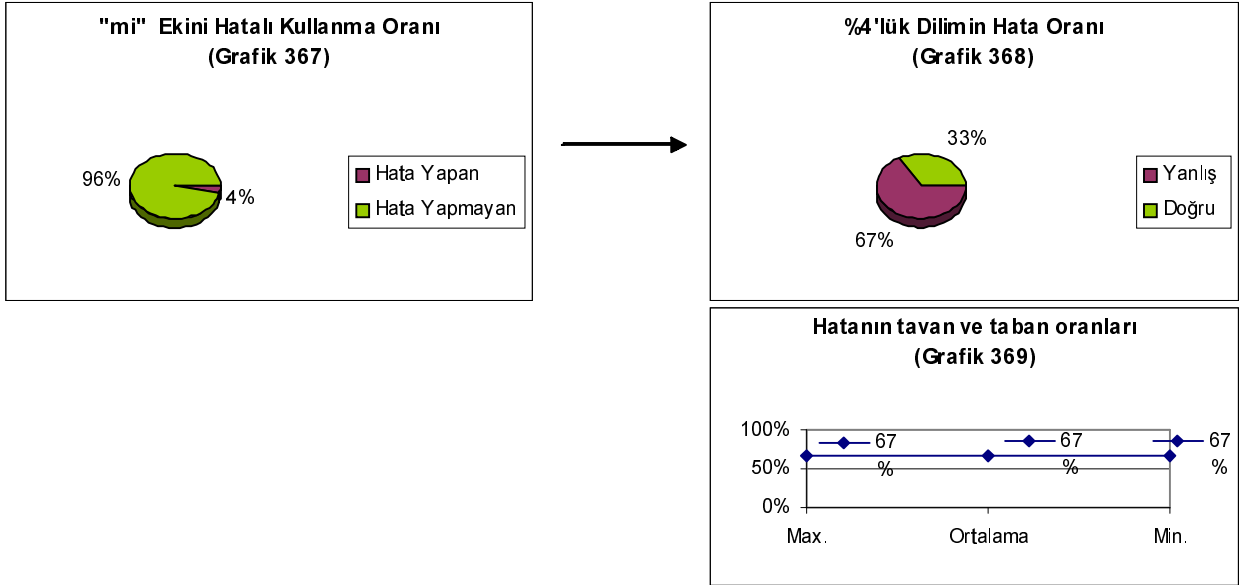 "mi" Ekini Hatalı Kullanma Oranı
(Grafik 367)
96%
4%
Hata Yapan
Hata Yapmayan
%4'lük Dilimin Hata Oranı
(Grafik 368)
33%
67%
Yanlış
Doğru
Hatanın tavan ve taban oranları
(Grafik 369)
100%
50%
0%
67
%
67
%
67
%
Max.
Ortalama
Min.